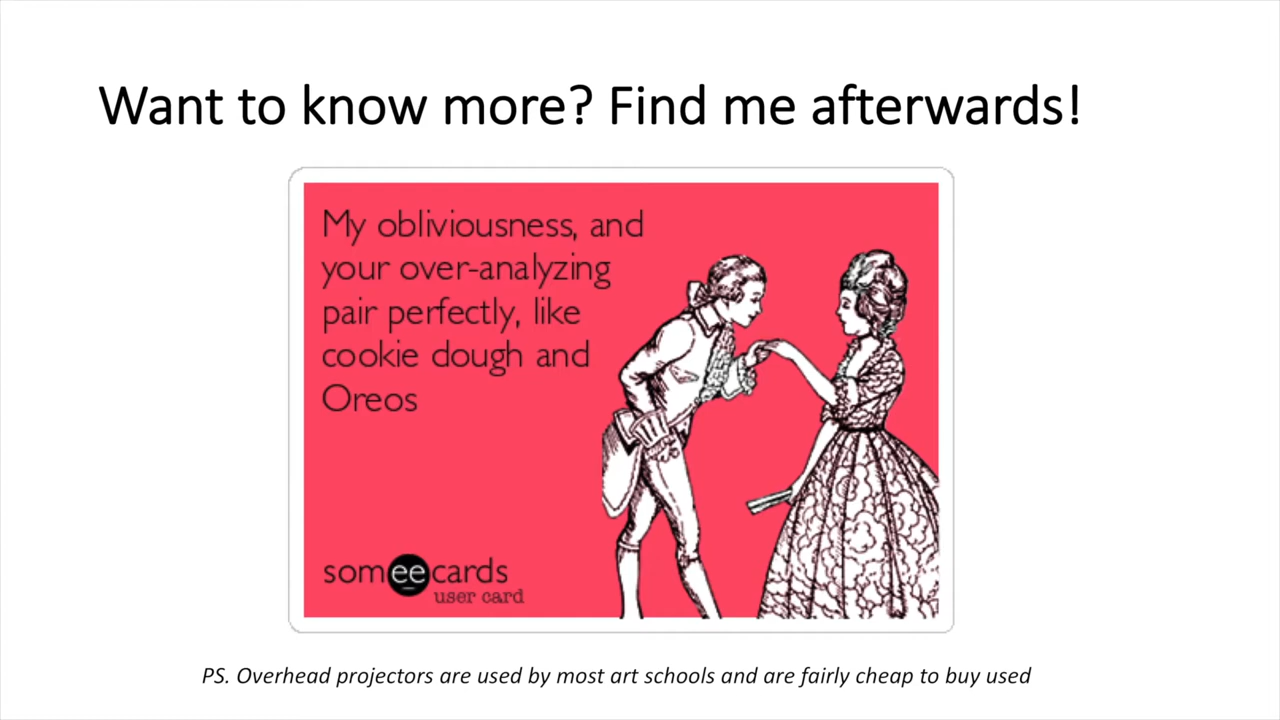 Want to know more? Find me afterwards!
My obliviousness, and
your over-analyzing
pair perfectly, like
cookie dough and
Oreos
someecards
user card
PS. Overhead projectors are used by most art schools and are fairly cheap to buy used